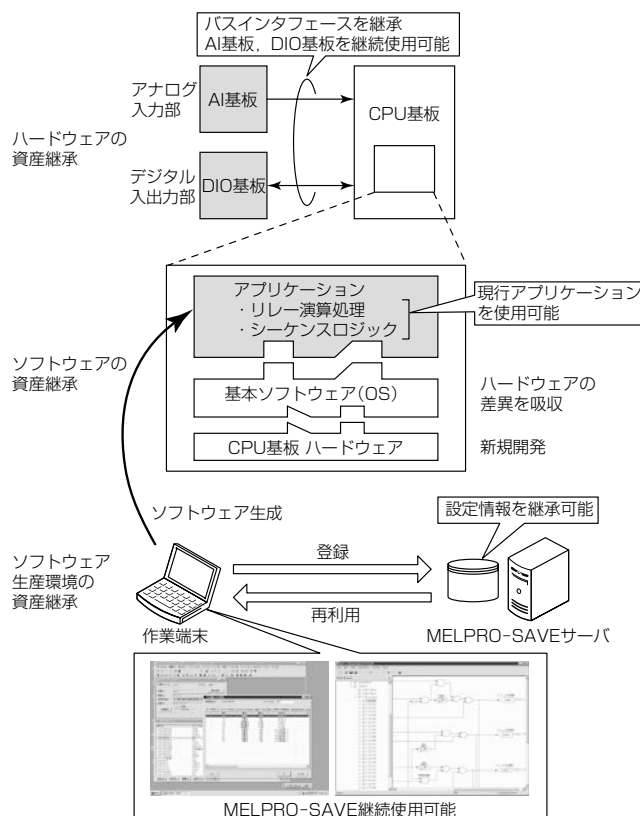 バスインタフェースを継承
AI基板，DIO基板を継続使用可能
アナログ
入力部
AI基板
CPU基板
ハードウェアの
資産継承
デジタル
入出力部
DIO基板
アプリケーション
・リレー演算処理
・シーケンスロジック
現行アプリケーション
を使用可能
ソフトウェアの
資産継承
基本ソフトウェア(OS)
ハードウェアの
差異を吸収
CPU基板 ハードウェア
新規開発
ソフトウェア生成
設定情報を継承可能
ソフトウェア
生産環境の
資産継承
登録
再利用
作業端末
MELPRO-SAVEサーバ
MELPRO-SAVE継続使用可能